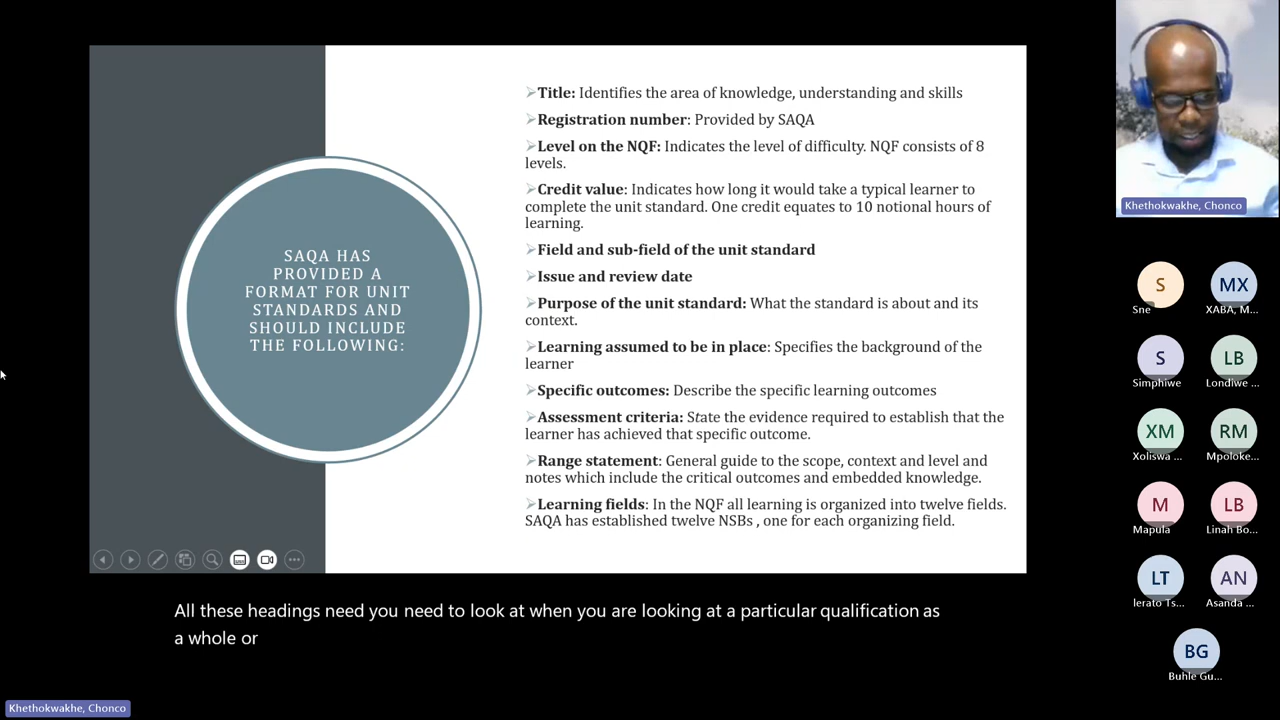 SAQA HAS
PROVIDED A
FORMAT FOR UNIT
STANDARDS AND
SHOULD INCLUDE
THE FOLLOWING:
➢Title: Identifies the area of knowledge, understanding and skills
➢Registration number: Provided by SAQA
➢Level on the NQF: Indicates the level of difficulty. NQF consists of 8
levels.
➢Credit value: Indicates how long it would take a typical learner to
complete the unit standard. One credit equates to 10 notional hours of
learning.
➢Field and sub-field of the unit standard
➢Issue and review date
➢Purpose of the unit standard: What the standard is about and its
context.
➢Learning assumed to be in place: Specifies the background of the
learner
➢Specific outcomes: Describe the specific learning outcomes
➢Assessment criteria: State the evidence required to establish that the
learner has achieved that specific outcome.
➢Range statement: General guide to the scope, context and level and
notes which include the critical outcomes and embedded knowledge.
➢Learning fields: In the NQF all learning is organized into twelve fields.
SAQA has established twelve NSBs , one for each organizing field.
All these headings need you need to look at when you are looking at a particular qualification as
a whole or
Khethokwakhe, Chonco
Khethokwakhe, Chonco
S MX
Sne XABA, M...
S LB
Simphiwe Londiwe ...
XM RM
Xoliswa ... Mpoloke...
M LB
Mapula Linah Bo...
LT AN
lerato Ts... Asanda ...
BG
Buhle Gu...